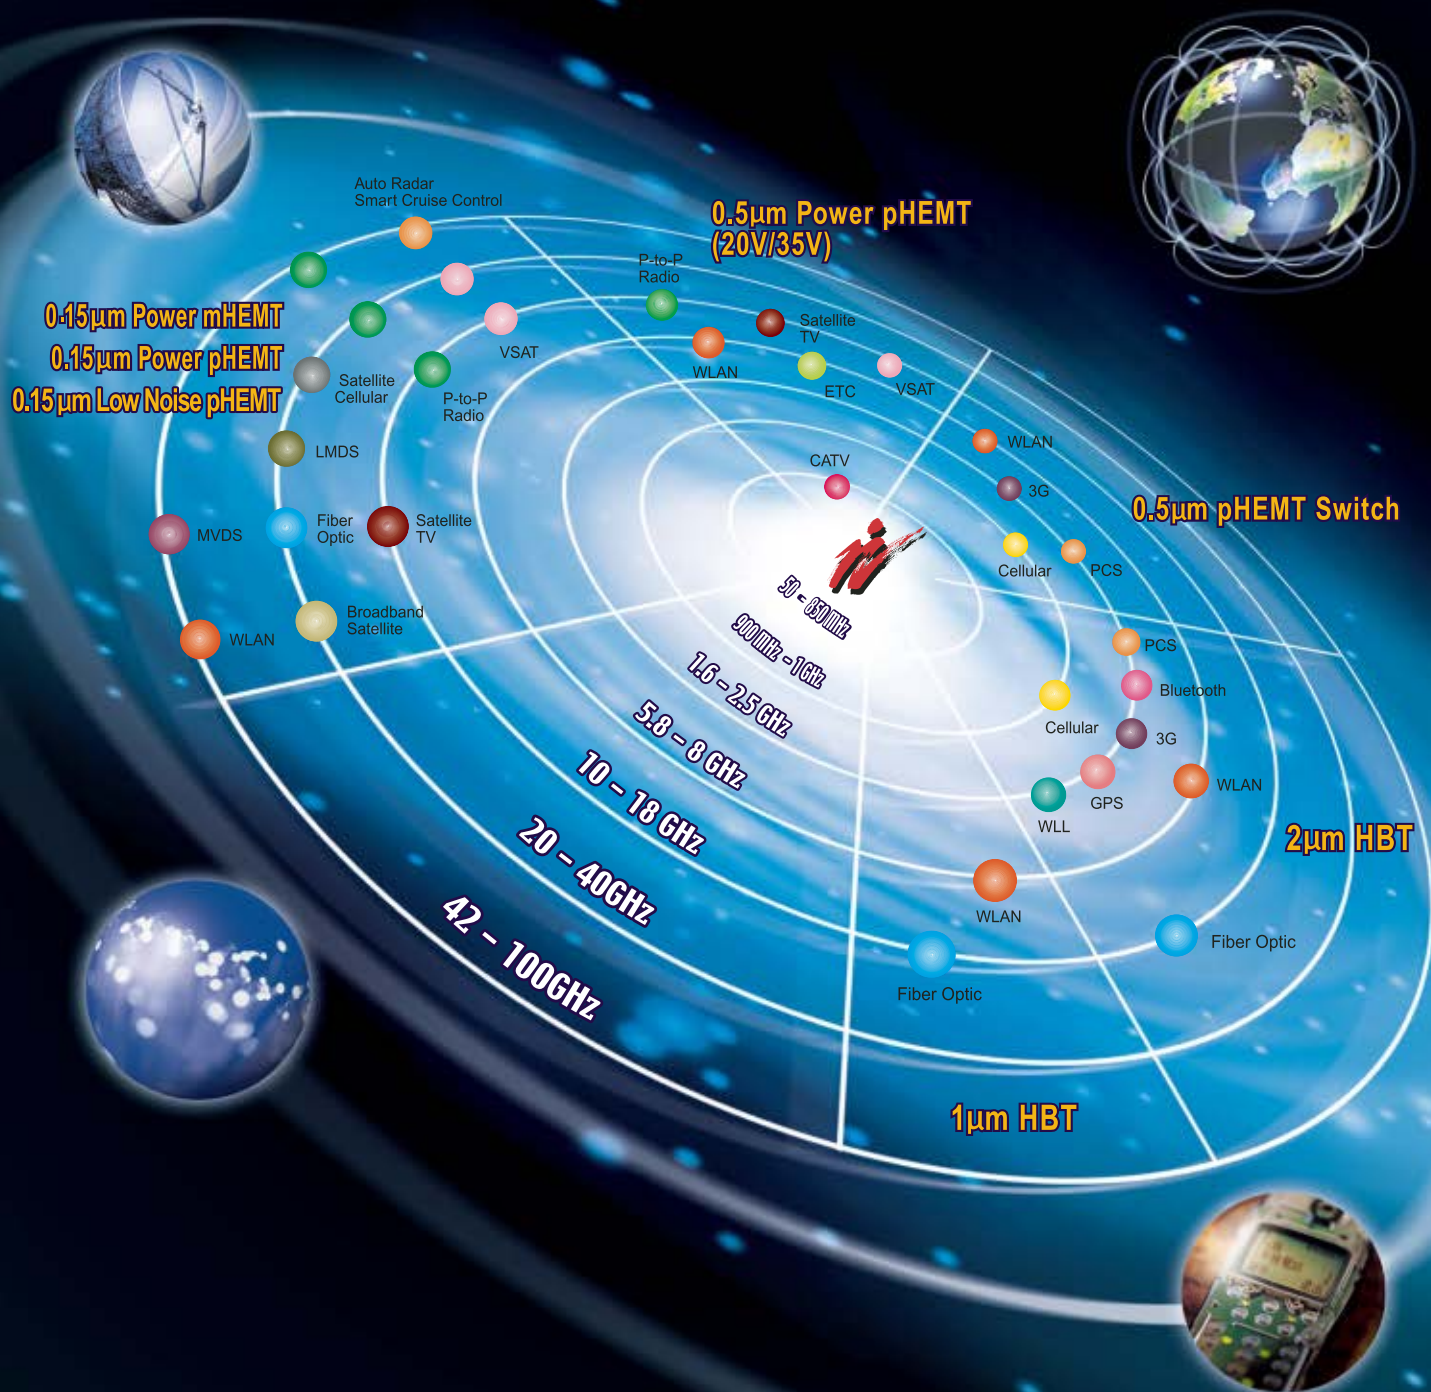 Auto Radar
Smart Cruise Control
0.5µm Power pHEMT
(20V/35V)
P-to-P
Radio
0.15µm Power mHEMT
0.15µm Power pHEMT
0.15µm Low Noise pHEMT
Satellite
TV
VSAT
WLAN
ETC
VSAT
Satellite
Cellular
P-to-P
Radio
LMDS
WLAN
CATV
3G
0.5µm pHEMT Switch
MVDS
Fiber
Optic
Satellite
TV
Cellular
PCS
Broadband
Satellite
WLAN
50 - 850 MHz
900 MHz - 1 GHz
1.6 - 2.5 GHz
5.8 - 8 GHz
10 - 18 GHz
20 - 40GHz
42 - 100GHz
PCS
Bluetooth
Cellular
3G
WLAN
GPS
WLL
2µm HBT
WLAN
Fiber Optic
Fiber Optic
1µm HBT